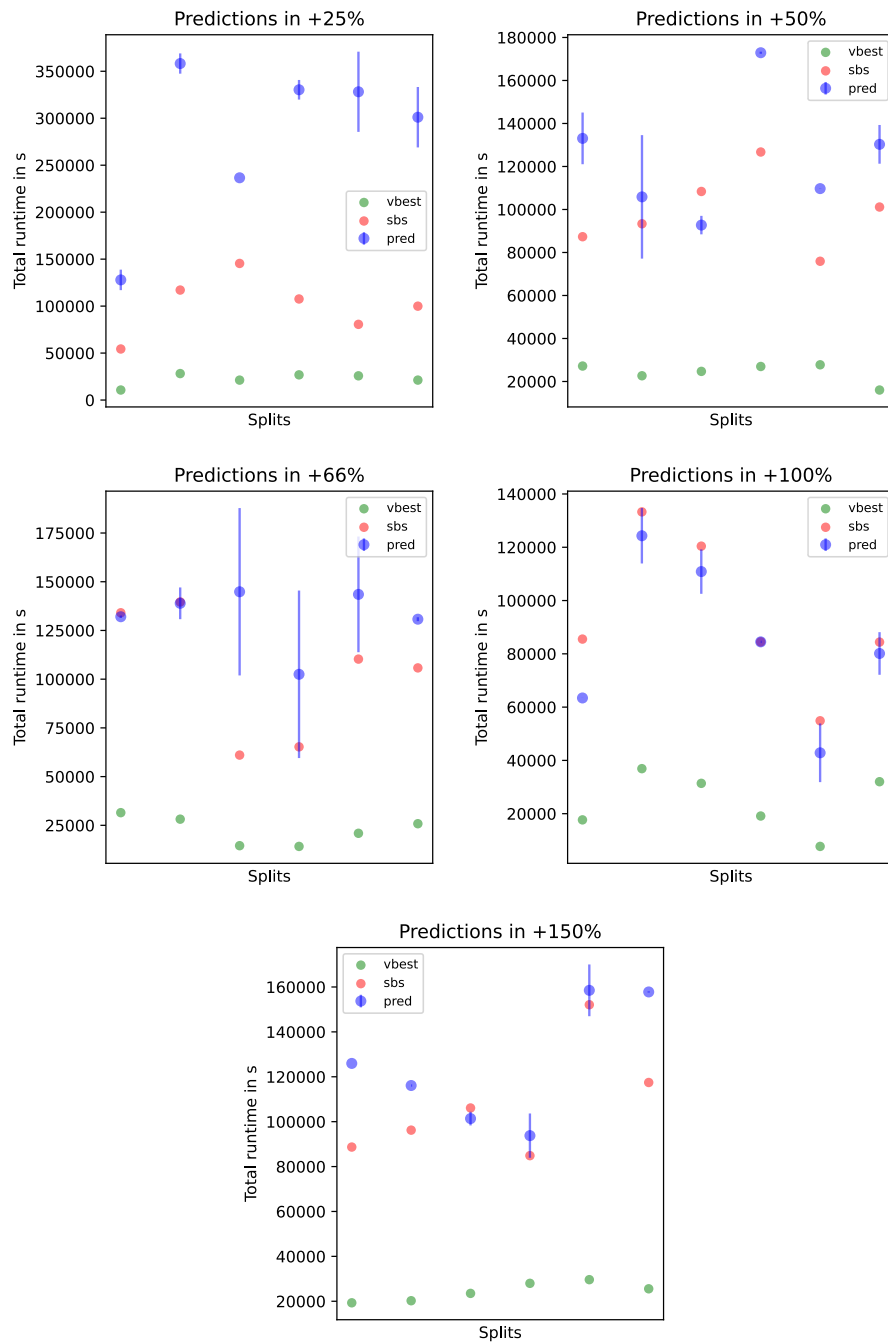 Predictions in +25%
Total runtime in s
350000
300000
250000
200000
150000
100000
50000
0
vbest
sbs
pred
Splits
Predictions in +50%
Total runtime in s
180000
160000
140000
120000
100000
80000
60000
40000
20000
vbest
sbs
pred
Splits
Predictions in +66%
Total runtime in s
175000
150000
125000
100000
75000
50000
25000
vbest
sbs
pred
Splits
Predictions in +100%
Total runtime in s
140000
120000
100000
80000
60000
40000
20000
vbest
sbs
pred
Splits
Predictions in +150%
Total runtime in s
160000
140000
120000
100000
80000
60000
40000
20000
vbest
sbs
pred
Splits